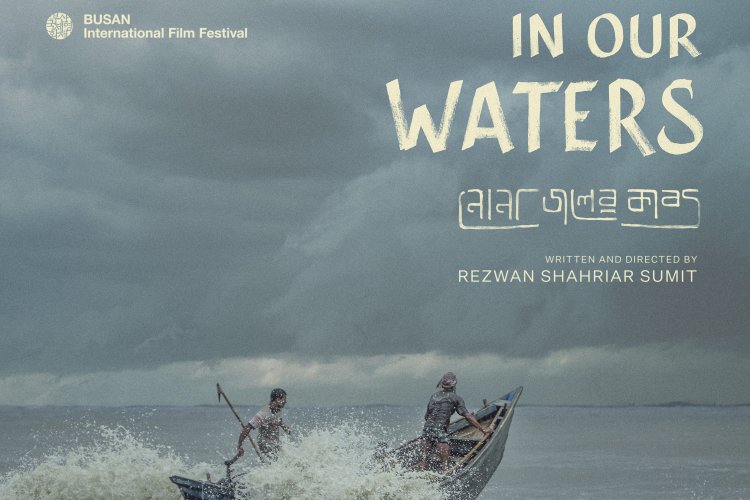 BUSAN
International Film Festival
IN OUR
WATERS
নোনা জলের কাব্য
WRITTEN AND DIRECTED BY
REZWAN SHAHRIAR SUMIT